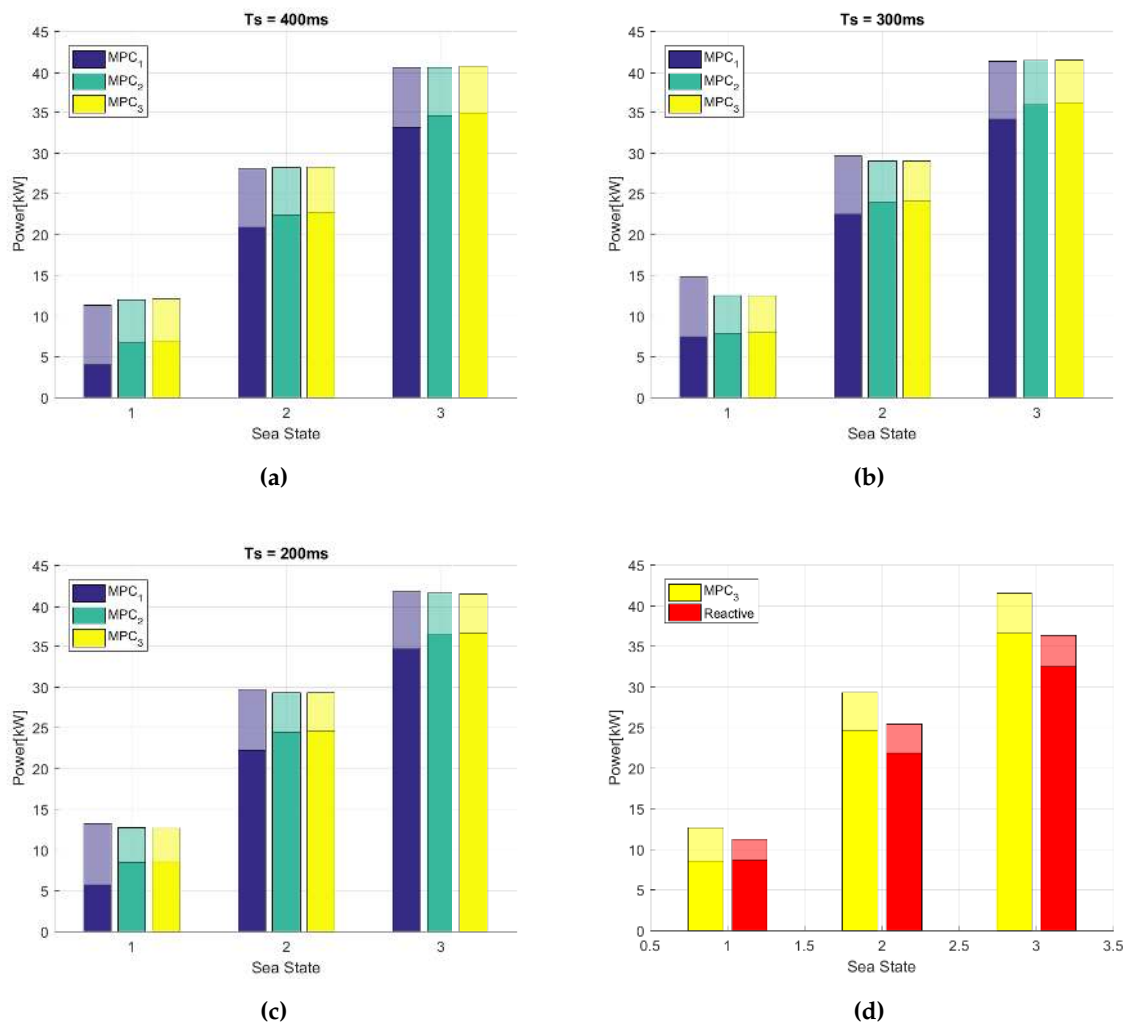 Ts = 400ms
45
40
35
30
25
20
15
10
5
0
Power[kW]
MPC1
MPC2
MPC3
1 2 3
Sea State
(a)
Ts = 300ms
45
40
35
30
25
20
15
10
5
0
Power[kW]
MPC1
MPC2
MPC3
1 2 3
Sea State
(b)
Ts = 200ms
45
40
35
30
25
20
15
10
5
0
Power[kW]
MPC1
MPC2
MPC3
1 2 3
Sea State
(c)
45
40
35
30
25
20
15
10
5
0
Power[kW]
MPC3
Reactive
0.5 1 1.5 2 2.5 3 3.5
Sea State
(d)